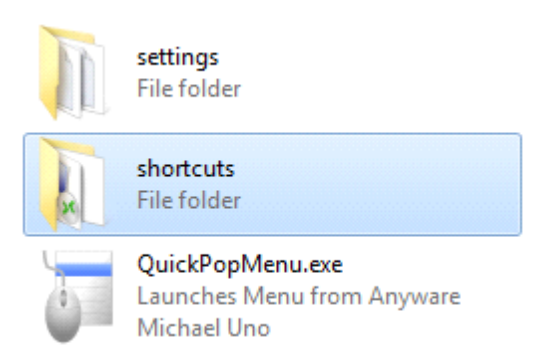 settings
File folder
shortcuts
File folder
QuickPopMenu.exe
Launches Menu from Anyware
Michael Uno